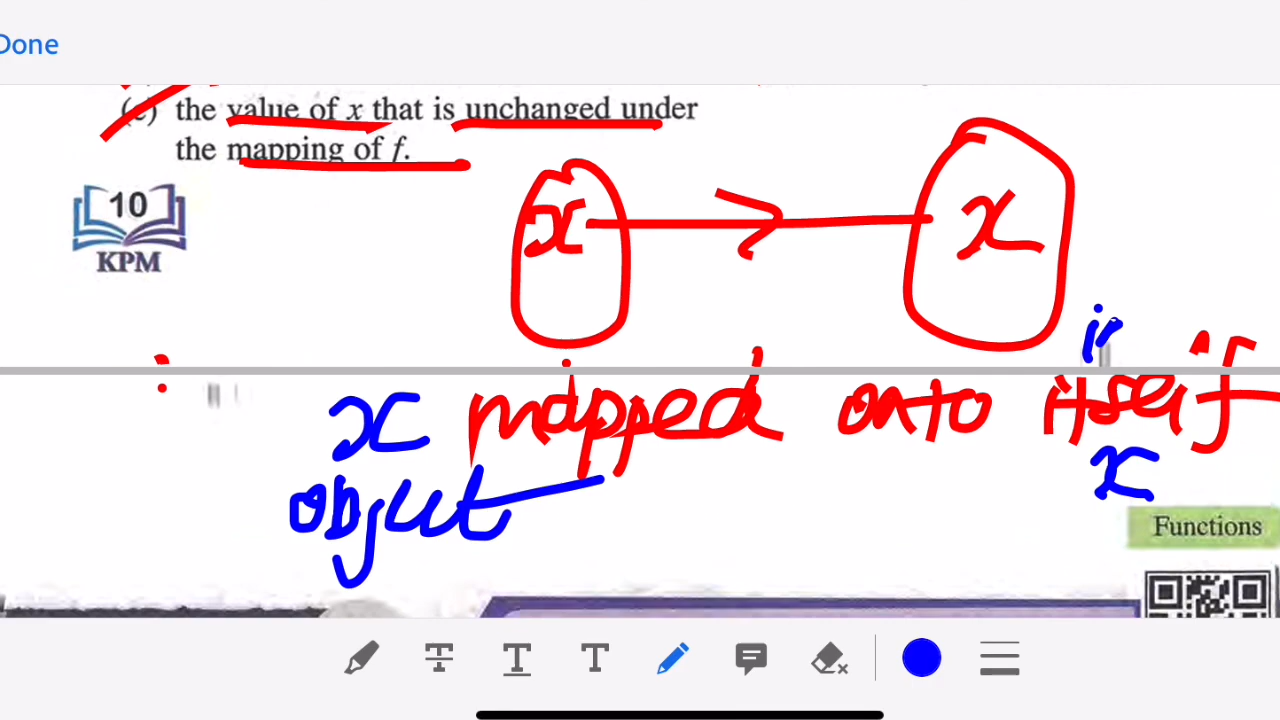 Done
(c) the value of x that is unchanged under
the mapping of f.
10
KPM
x x
x mapped onto itself
object
x
Functions
T T T